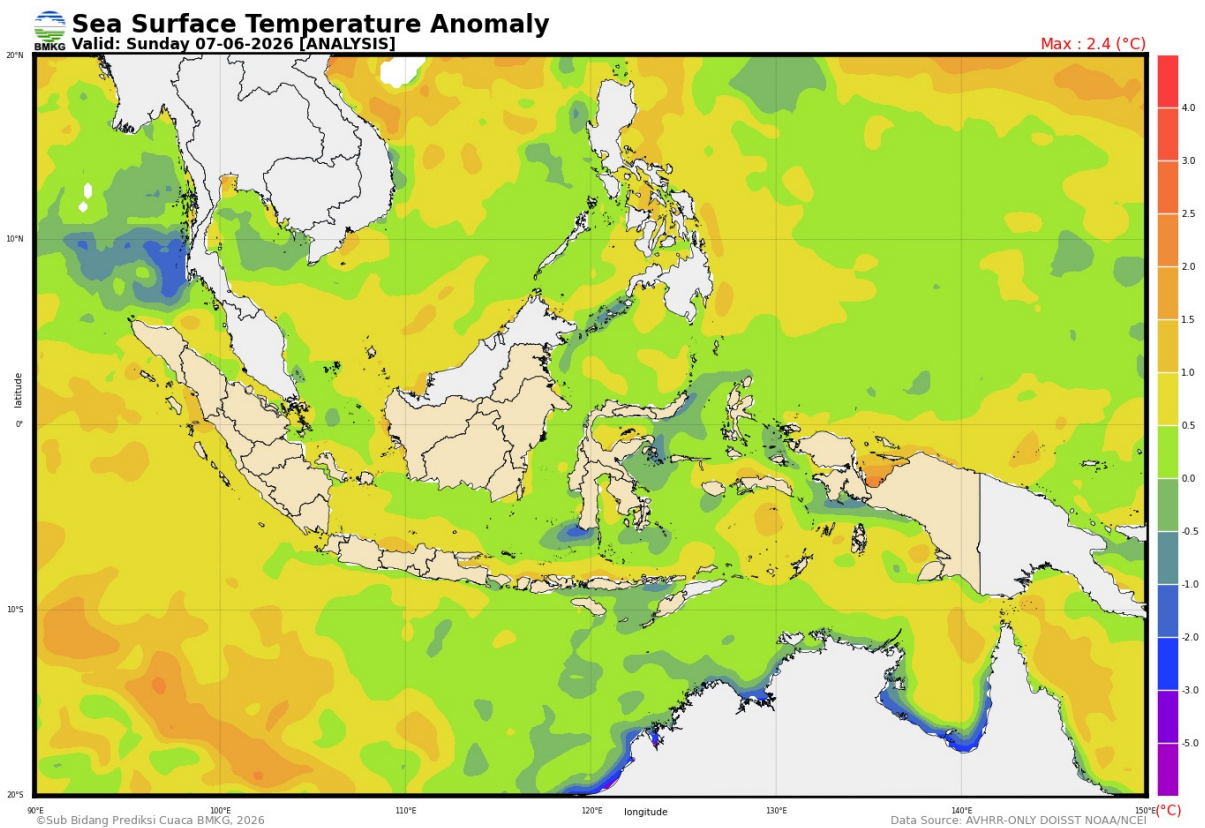 BMKG
Sea Surface Temperature Anomaly
Valid: Sunday 07-06-2026 [ANALYSIS]
Max : 2.4 (°C)
20°N
10°N
0°
10°S
20°S
latitude
4.0
3.0
2.5
2.0
1.5
1.0
0.5
0.0
-0.5
-1.0
-2.0
-3.0
-5.0
(°C)
90°E 100°E 110°E 120°E 130°E 140°E 150°E
longitude
©Sub Bidang Prediksi Cuaca BMKG, 2026
Data Source: AVHRR-ONLY DOISST NOAA/NCEI